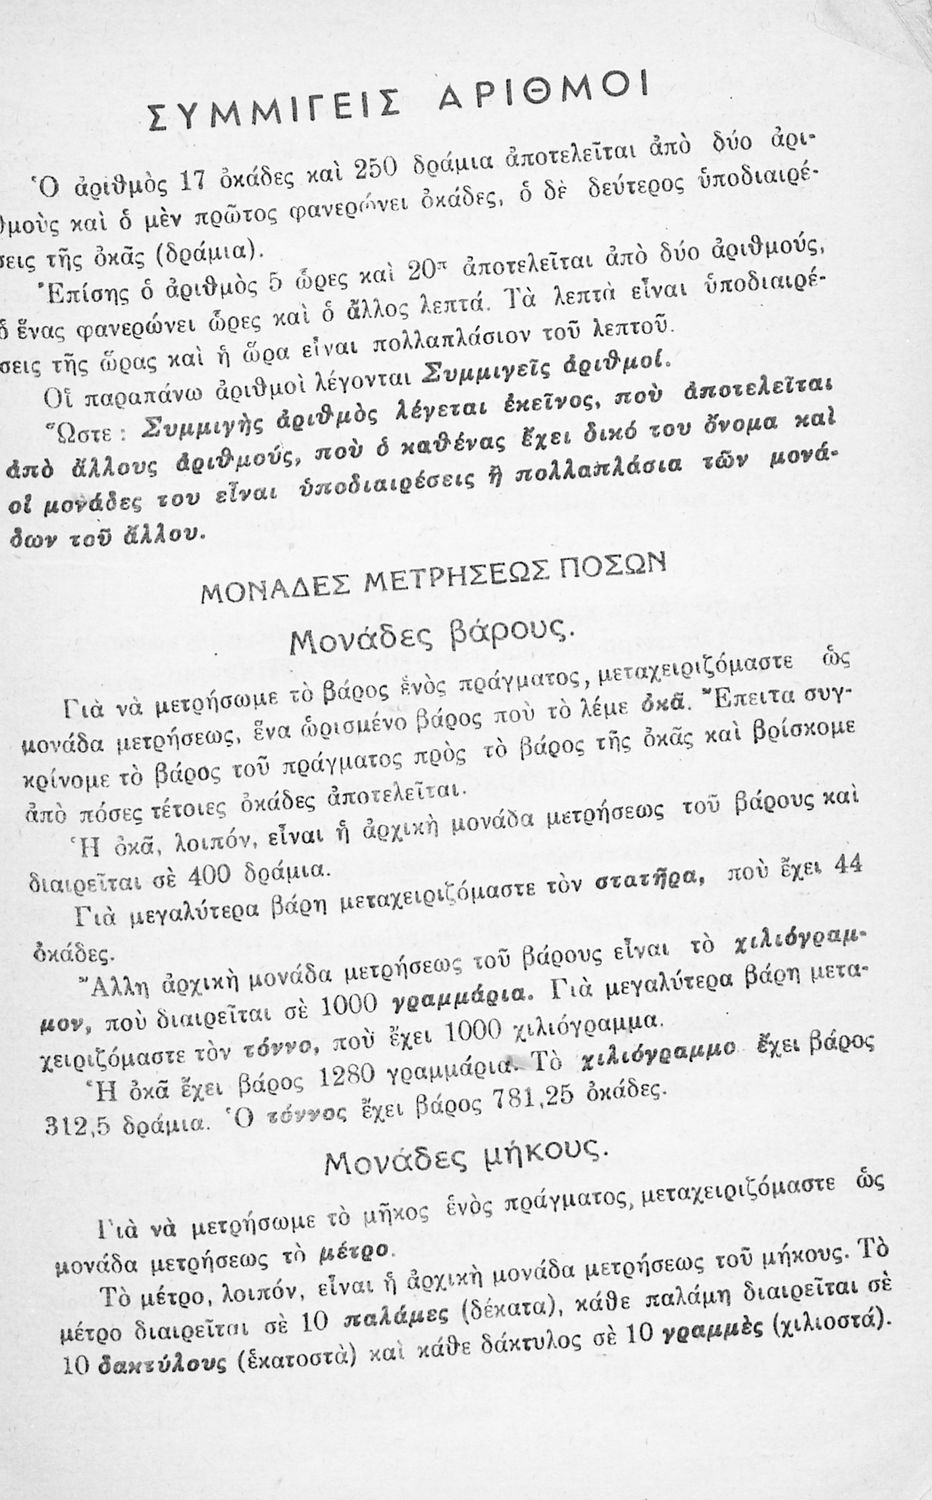 ΣΥΜΜΙΓΕΙΣ ΑΡΙΘΜΟΙ
Ὁ ἀριθμὸς 17 ὀκάδες καὶ 250 δράμια ἀποτελεῖται ἀπὸ δύο ἀρι-
θμοὺς καὶ ὁ μὲν πρῶτος φανερώνει ὀκάδες, ὁ δὲ δεύτερος ὑποδιαιρέ-
σεις τῆς ὀκᾶς (δράμια).
Ἐπίσης ὁ ἀριθμὸς 5 ὧρες καὶ 20π ἀποτελεῖται ἀπὸ δύο ἀριθμούς,
ὁ ἕνας φανερώνει ὧρες καὶ ὁ ἄλλος λεπτά. Τὰ λεπτὰ εἶναι ὑποδιαιρέ-
σεις τῆς ὥρας καὶ ἡ ὥρα εἶναι πολλαπλάσιον τοῦ λεπτοῦ.
Οἱ παραπάνω ἀριθμοὶ λέγονται Συμμιγεῖς ἀριθμοί.
Ὥστε : Συμμιγὴς ἀριθμὸς λέγεται ἐκεῖνος, ποὺ ἀποτελεῖται
ἀπὸ ἄλλους ἀριθμούς, ποὺ ὁ καθένας ἔχει δικό του ὄνομα καὶ
οἱ μονάδες του εἶναι ὑποδιαιρέσεις ἢ πολλαπλάσια τῶν μονά-
δων τοῦ ἄλλου.
ΜΟΝΑΔΕΣ ΜΕΤΡΗΣΕΩΣ ΠΟΣΩΝ
Μονάδες βάρους.
Γιὰ νὰ μετρήσωμε τὸ βάρος ἑνὸς πράγματος, μεταχειριζόμαστε ὡς
μονάδα μετρήσεως, ἕνα ὡρισμένο βάρος ποὺ τὸ λέμε ὀκᾶ. Ἔπειτα συγ-
κρίνομε τὸ βάρος τοῦ πράγματος πρὸς τὸ βάρος τῆς ὀκᾶς καὶ βρίσκομε
ἀπὸ πόσες τέτοιες ὀκάδες ἀποτελεῖται.
Ἡ ὀκᾶ, λοιπόν, εἶναι ἡ ἀρχικὴ μονάδα μετρήσεως τοῦ βάρους καὶ
διαιρεῖται σὲ 400 δράμια.
Γιὰ μεγαλύτερα βάρη μεταχειριζόμαστε τὸν στατῆρα, ποὺ ἔχει 44
ὀκάδες.
Ἄλλη ἀρχικὴ μονάδα μετρήσεως τοῦ βάρους εἶναι τὸ χιλιόγραμ-
μον, ποὺ διαιρεῖται σὲ 1000 γραμμάρια. Γιὰ μεγαλύτερα βάρη μετα-
χειριζόμαστε τὸν τόννο, ποὺ ἔχει 1000 χιλιόγραμμα.
Ἡ ὀκᾶ ἔχει βάρος 1280 γραμμάρια. Τὸ χιλιόγραμμο ἔχει βάρος
312,5 δράμια. Ὁ τόννος ἔχει βάρος 781,25 ὀκάδες.
Μονάδες μήκους.
Γιὰ νὰ μετρήσωμε τὸ μῆκος ἑνὸς πράγματος, μεταχειριζόμαστε ὡς
μονάδα μετρήσεως τὸ μέτρο.
Τὸ μέτρο, λοιπόν, εἶναι ἡ ἀρχικὴ μονάδα μετρήσεως τοῦ μήκους. Τὸ
μέτρο διαιρεῖται σὲ 10 παλάμες (δέκατα), κάθε παλάμη διαιρεῖται σὲ
10 δακτύλους (ἑκατοστὰ) καὶ κάθε δάκτυλος σὲ 10 γραμμὲς (χιλιοστά).